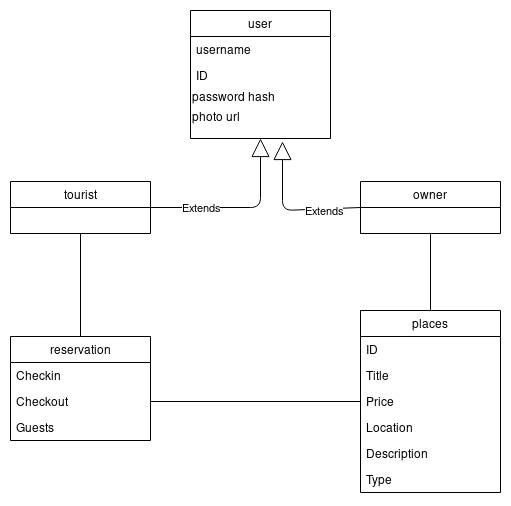 user
username
ID
password hash
photo url
tourist
Extends
Extends
owner
reservation
Checkin
Checkout
Guests
places
ID
Title
Price
Location
Description
Type